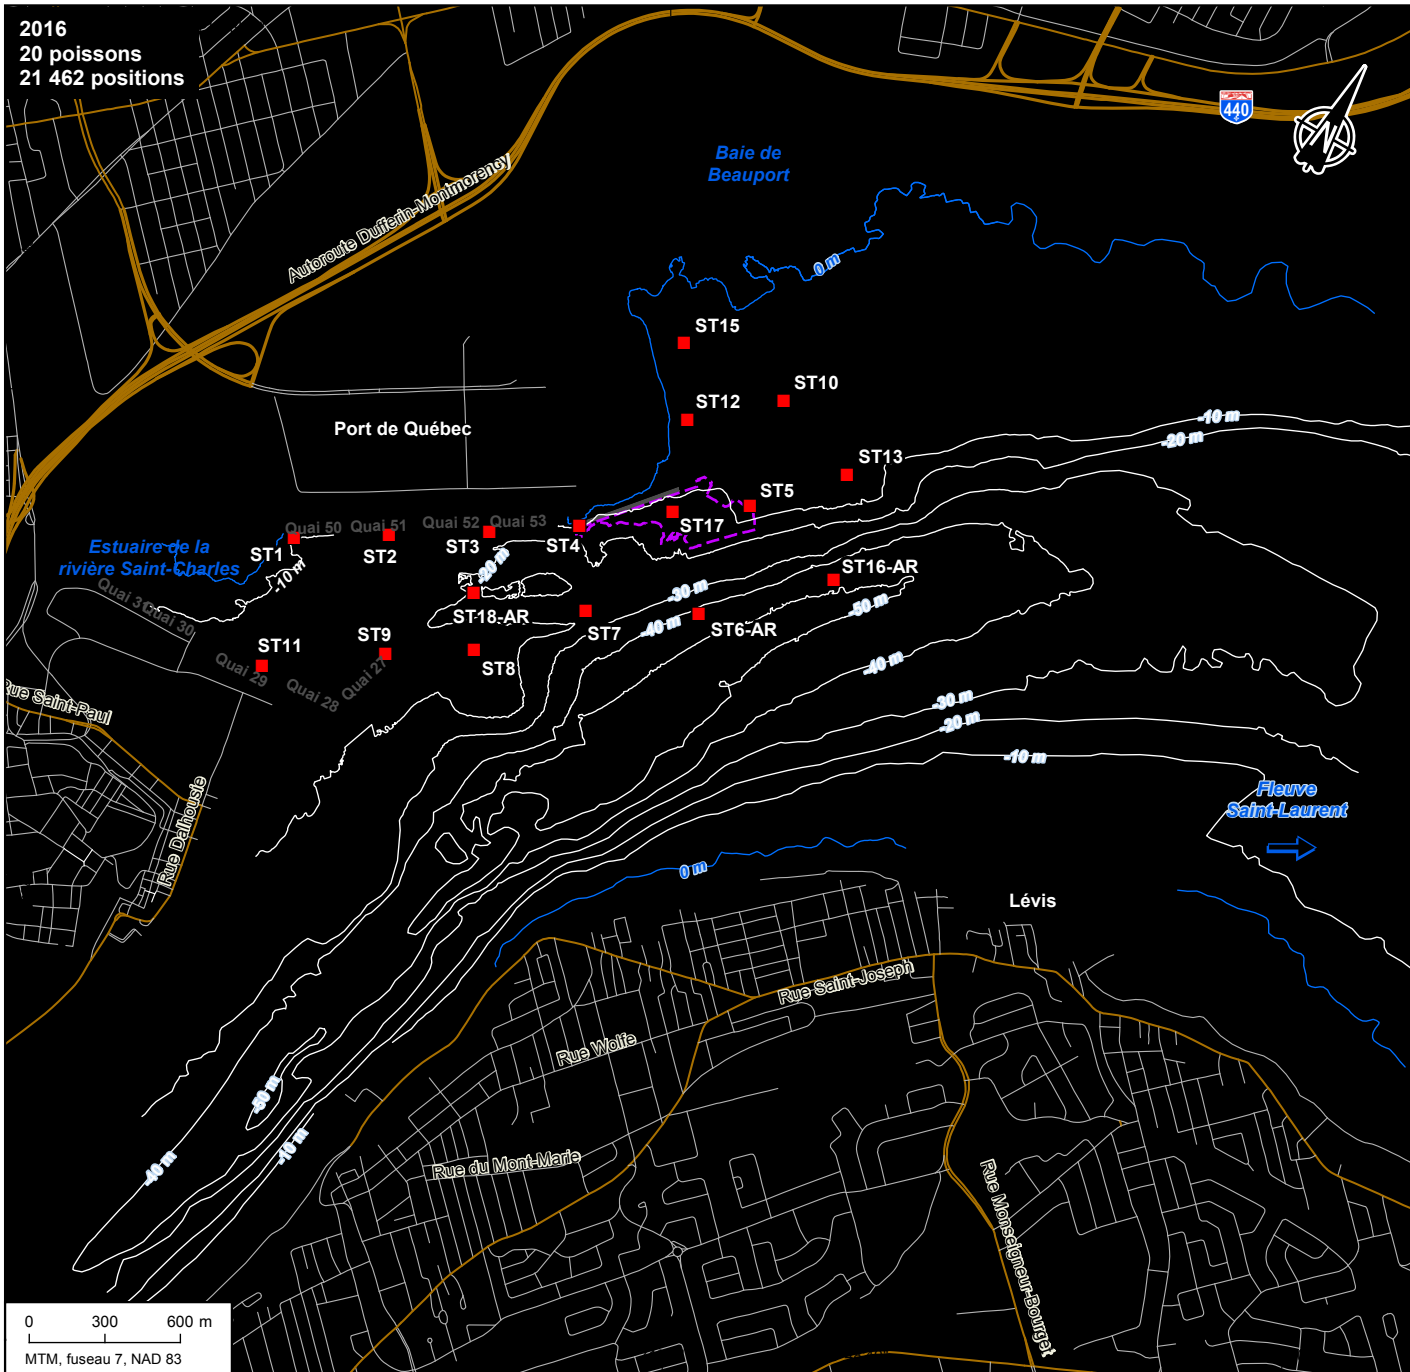 2016
20 poissons
21 462 positions
440
N
Baie de
Beauport
Autoroute Dufferin-Montmorency
0 m
ST15
ST10
ST12
Port de Québec
-10 m
-20 m
ST13
ST5
ST17
Quai 50
Quai 51
Quai 52
Quai 53
ST1
ST2
ST3
ST4
Estuaire de la
rivière Saint-Charles
-10 m
-20 m
ST16-AR
-30 m
-50 m
Quai 31
Quai 30
ST18-AR
ST7
-40 m
ST6-AR
ST11
ST9
ST8
Quai 29
Quai 28
Quai 27
-40 m
Rue Saint-Paul
-30 m
-20 m
-10 m
Fleuve
Saint-Laurent
Rue Dalhousie
0 m
Lévis
Rue Saint-Joseph
Rue Wolfe
-50 m
-10 m
-40 m
Rue du Mont-Marie
Rue Monseigneur-Bourget
0 300 600 m
MTM, fuseau 7, NAD 83